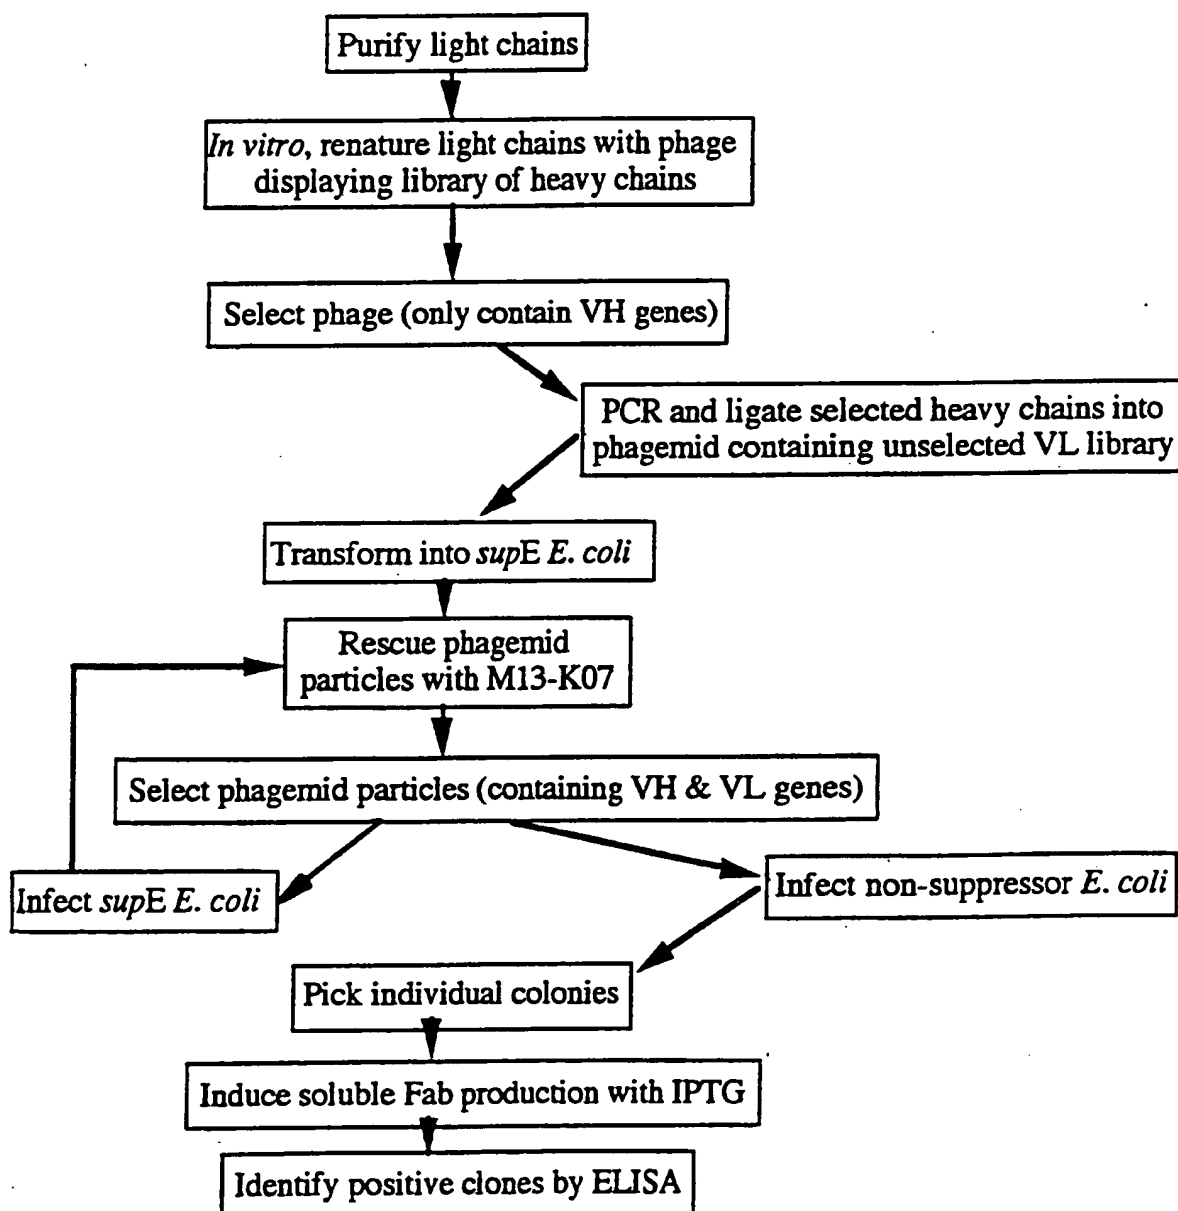 Purify light chains
In vitro, renature light chains with phage
displaying library of heavy chains
Select phage (only contain VH genes)
PCR and ligate selected heavy chains into
phagemid containing unselected VL library
Transform into supE E. coli
Rescue phagemid
particles with M13-K07
Select phagemid particles (containing VH & VL genes)
Infect supE E. coli
Infect non-suppressor E. coli
Pick individual colonies
Induce soluble Fab production with IPTG
Identify positive clones by ELISA